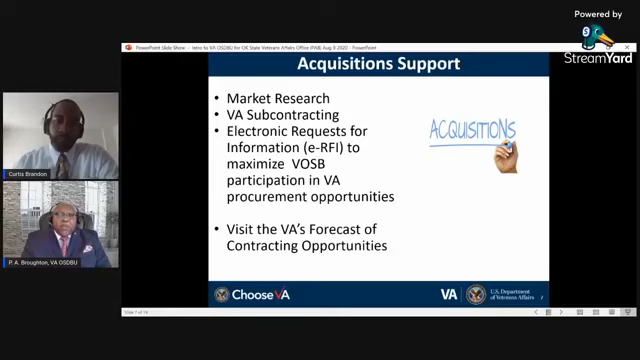 Powered by
StreamYard
PowerPoint Slide Show - Intro to VA OSDBU for OK State Veterans Affairs Office (PAB) Aug 9 2020 - PowerPoint
Acquisitions Support
• Market Research
• VA Subcontracting
• Electronic Requests for
Information (e-RFI) to
maximize VOSB
participation in VA
procurement opportunities
• Visit the VA's Forecast of
Contracting Opportunities
ACQUISITIONS
Curtis Brandon
P. A. Broughton, VA OSDBU
ChooseVA
VA
U.S. Department
of Veterans Affairs
7